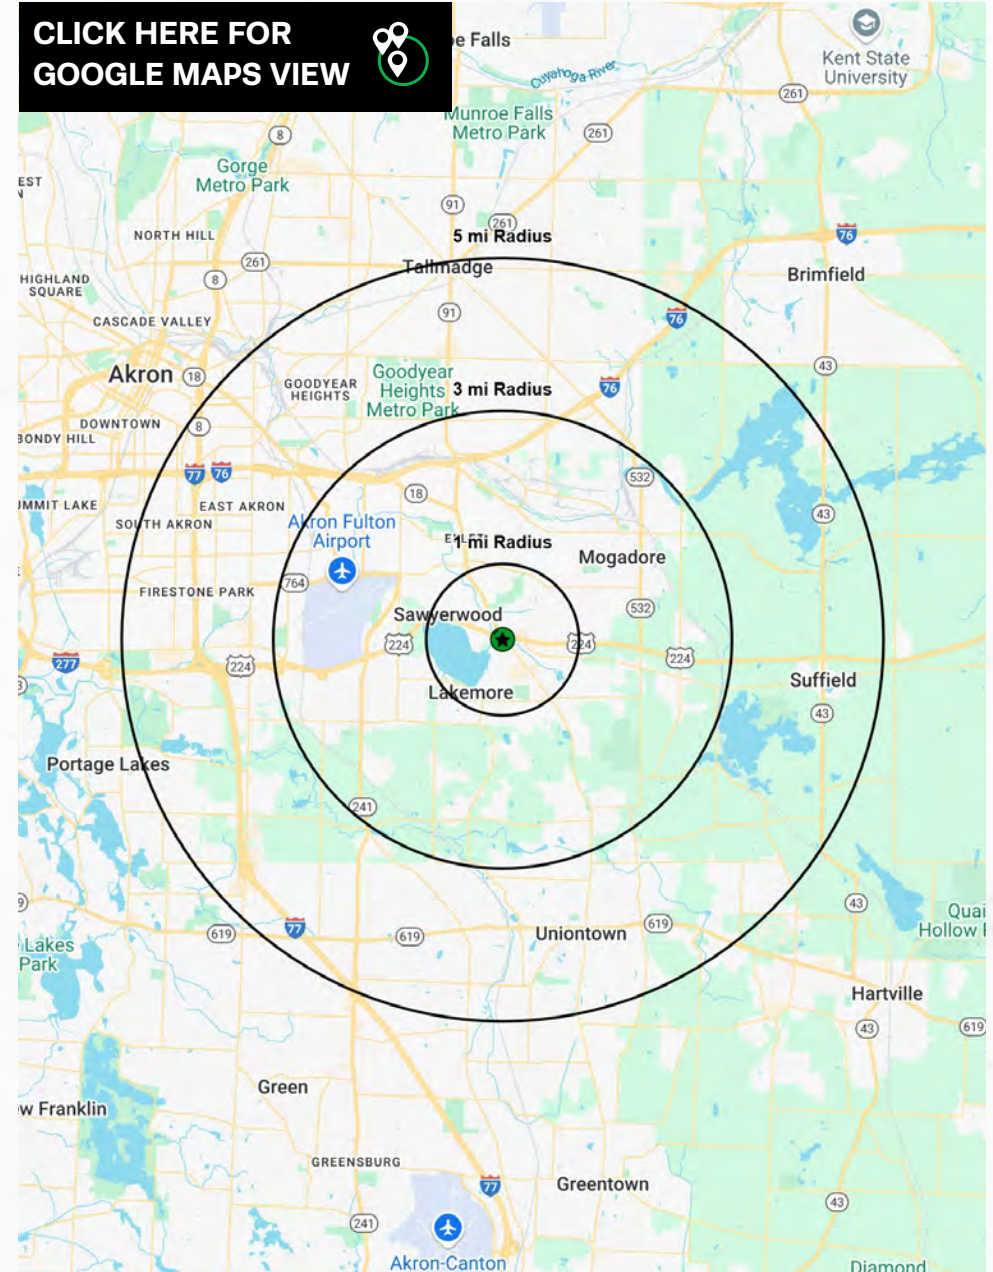 CLICK HERE FOR
GOOGLE MAPS VIEW
oe Falls
Kent State
University
Cuyahoga River
261
Munroe Falls
Metro Park
261
8
Gorge
Metro Park
EST
N
91
261
NORTH HILL
5 mi Radius
76
261
Tallmadge
Brimfield
HIGHLAND
SQUARE
8
91
76
CASCADE VALLEY
43
Akron
18
Goodyear
Heights
Metro Park
GOODYEAR
HEIGHTS
3 mi Radius
76
DOWNTOWN
8
BONDY HILL
77
76
532
18
UMMIT LAKE
EAST AKRON
43
SOUTH AKRON
Akron Fulton
Airport
1 mi Radius
Mogadore
764
FIRESTONE PARK
532
Sawyerwood
224
224
224
277
224
Suffield
Lakemore
43
Portage Lakes
241
9
43
619
77
619
Uniontown
619
Quai
Hollow
Lakes
Park
Hartville
43
619
Green
w Franklin
GREENSBURG
77
Greentown
43
241
Akron-Canton
Diamond